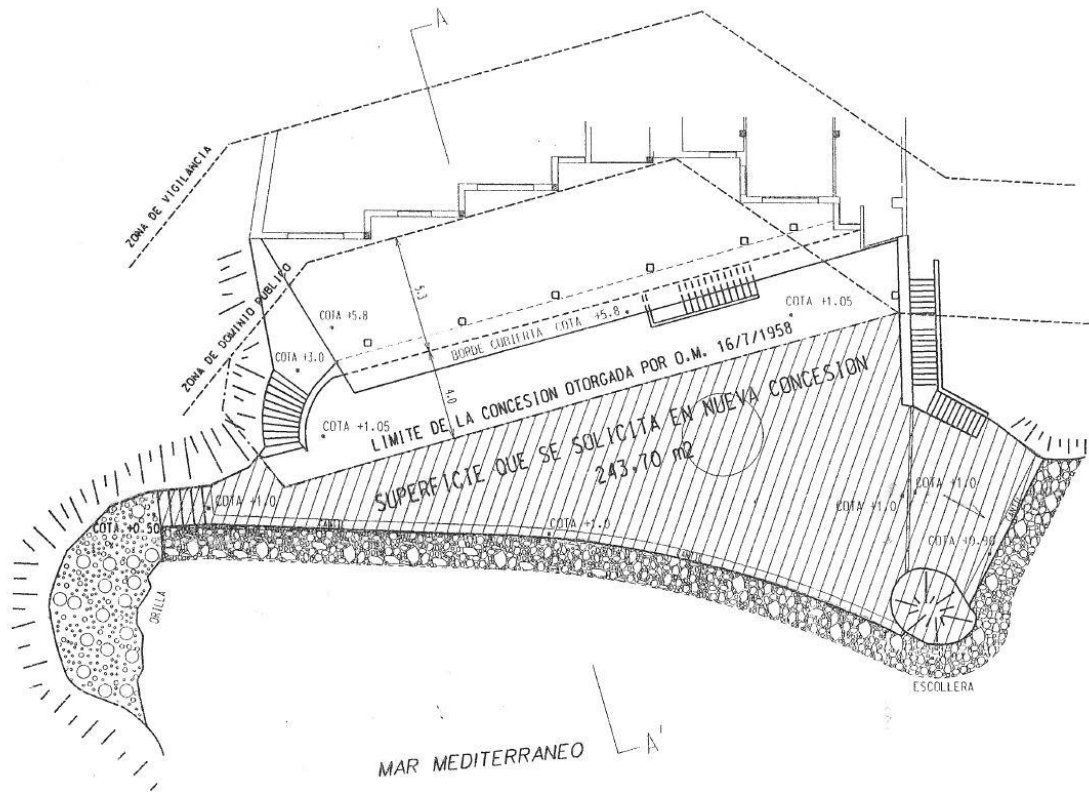 A
ZONA DE VIGILANCIA
ZONA DE DOMINIO PUBLICO
5,3
COTA +5.8
BORDE CUBIERTA COTA +5.8
COTA +1.05
COTA +3.0
4.0
LIMITE DE LA CONCESION OTORGADA POR O.M. 16/7/1958
COTA +1.05
SUPERFICIE QUE SE SOLICITA EN NUEVA CONCESION
243,70 m2
COTA +1.0
COTA +1.0
COTA +1.0
COTA +0.50
CANTIL
COTA +1.0
CANTIL
CANTIL
COTA +0.90
ORILLA
ESCOLLERA
A'
MAR MEDITERRANEO